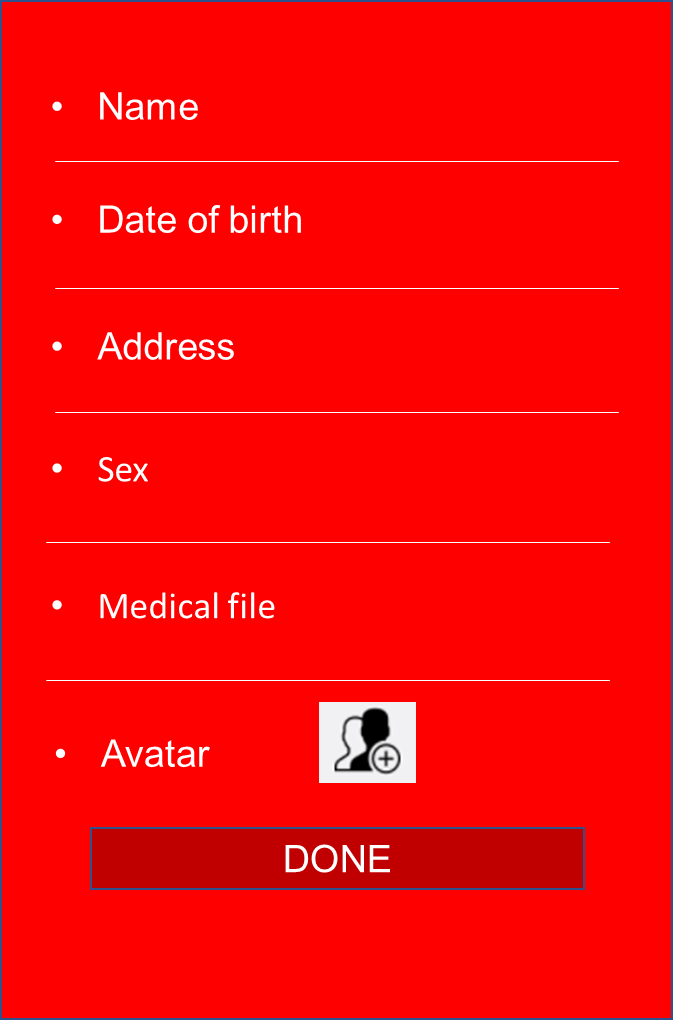 • Name
• Date of birth
• Address
• Sex
• Medical file
• Avatar
DONE